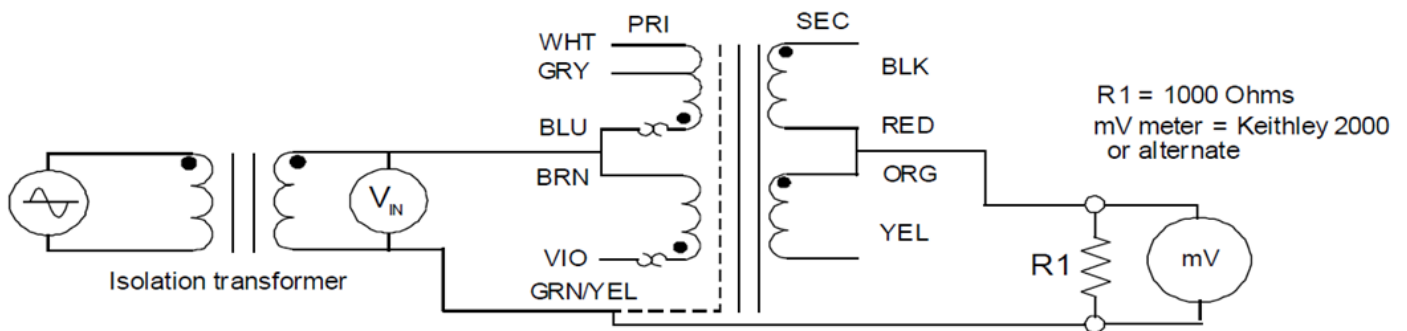 PRI
SEC
WHT
GRY
BLU
BRN
VIO
GRN/YEL
BLK
RED
ORG
YEL
V_IN
Isolation transformer
R1
mV
R1 = 1000 Ohms
mV meter = Keithley 2000
or alternate